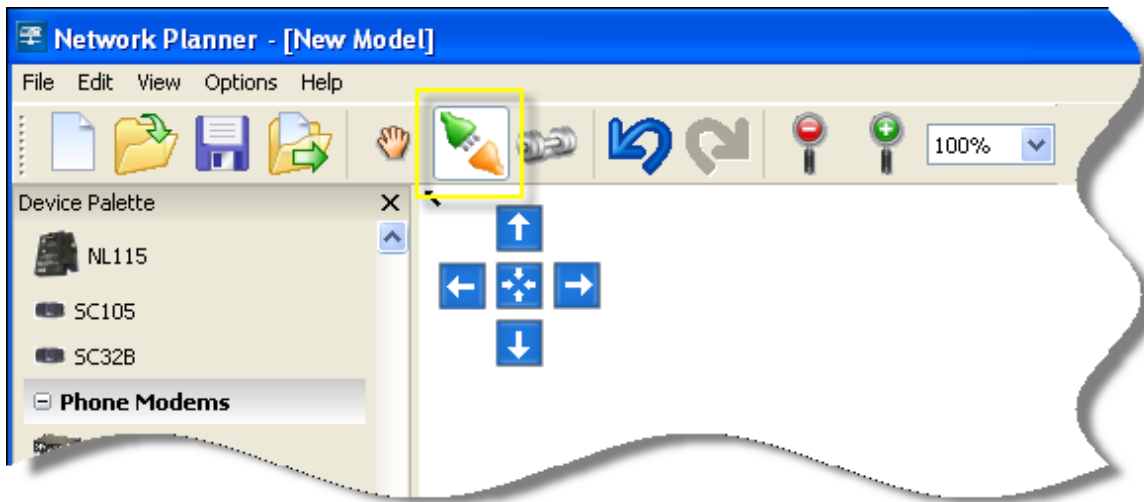 Network Planner - [New Model]
File Edit View Options Help
100%
Device Palette
NL115
SC105
SC32B
Phone Modems